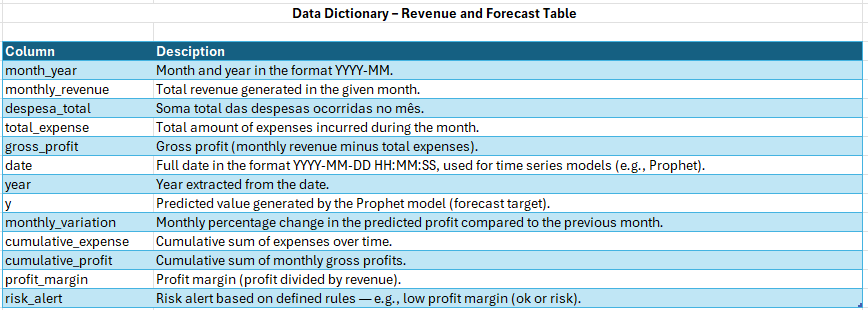 Data Dictionary – Revenue and Forecast Table
Column Desciption
month_year Month and year in the format YYYY-MM.
monthly_revenue Total revenue generated in the given month.
despesa_total Soma total das despesas ocorridas no mês.
total_expense Total amount of expenses incurred during the month.
gross_profit Gross profit (monthly revenue minus total expenses).
date Full date in the format YYYY-MM-DD HH:MM:SS, used for time series models (e.g., Prophet).
year Year extracted from the date.
y Predicted value generated by the Prophet model (forecast target).
monthly_variation Monthly percentage change in the predicted profit compared to the previous month.
cumulative_expense Cumulative sum of expenses over time.
cumulative_profit Cumulative sum of monthly gross profits.
profit_margin Profit margin (profit divided by revenue).
risk_alert Risk alert based on defined rules — e.g., low profit margin (ok or risk).